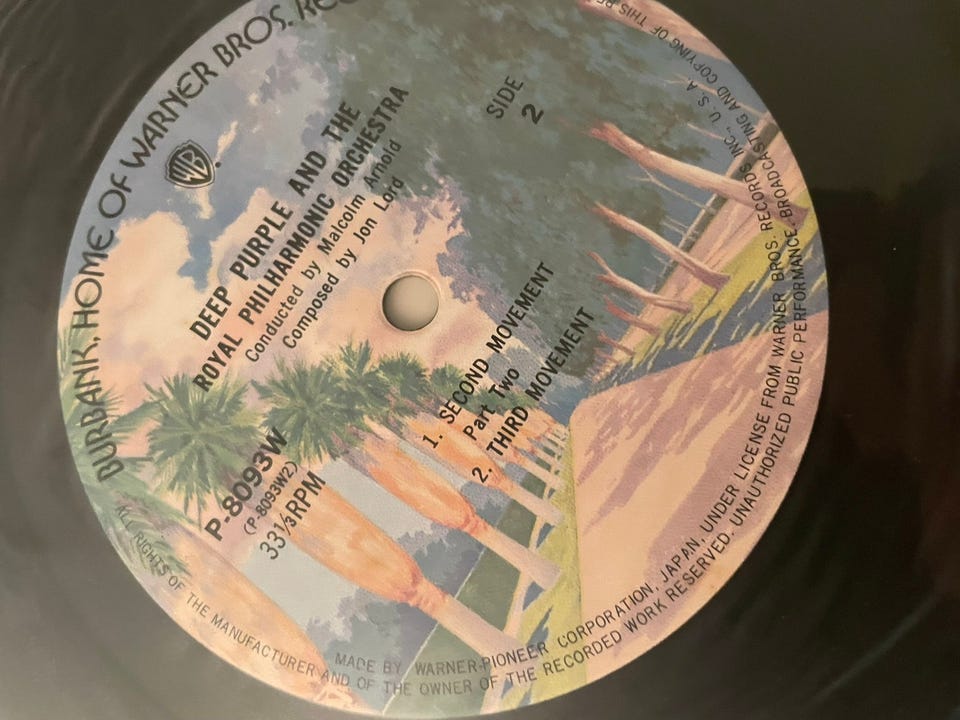 BURBANK, HOME OF WARNER BROS.
WB
DEEP PURPLE AND THE
ROYAL PHILHARMONIC ORCHESTRA
Conducted by Malcolm Arnold
Composed by Jon Lord
SIDE
2
P-8093W
(P-8093W2)
33⅓RPM
1. SECOND MOVEMENT
Part Two
2. THIRD MOVEMENT
MADE BY WARNER-PIONEER CORPORATION, JAPAN, UNDER LICENSE FROM WARNER BROS. RECORDS INC., U. S. A.
ALL RIGHTS OF THE MANUFACTURER AND OF THE OWNER OF THE RECORDED WORK RESERVED. UNAUTHORIZED PUBLIC PERFORMANCE. BROADCASTING AND COPYING OF THIS